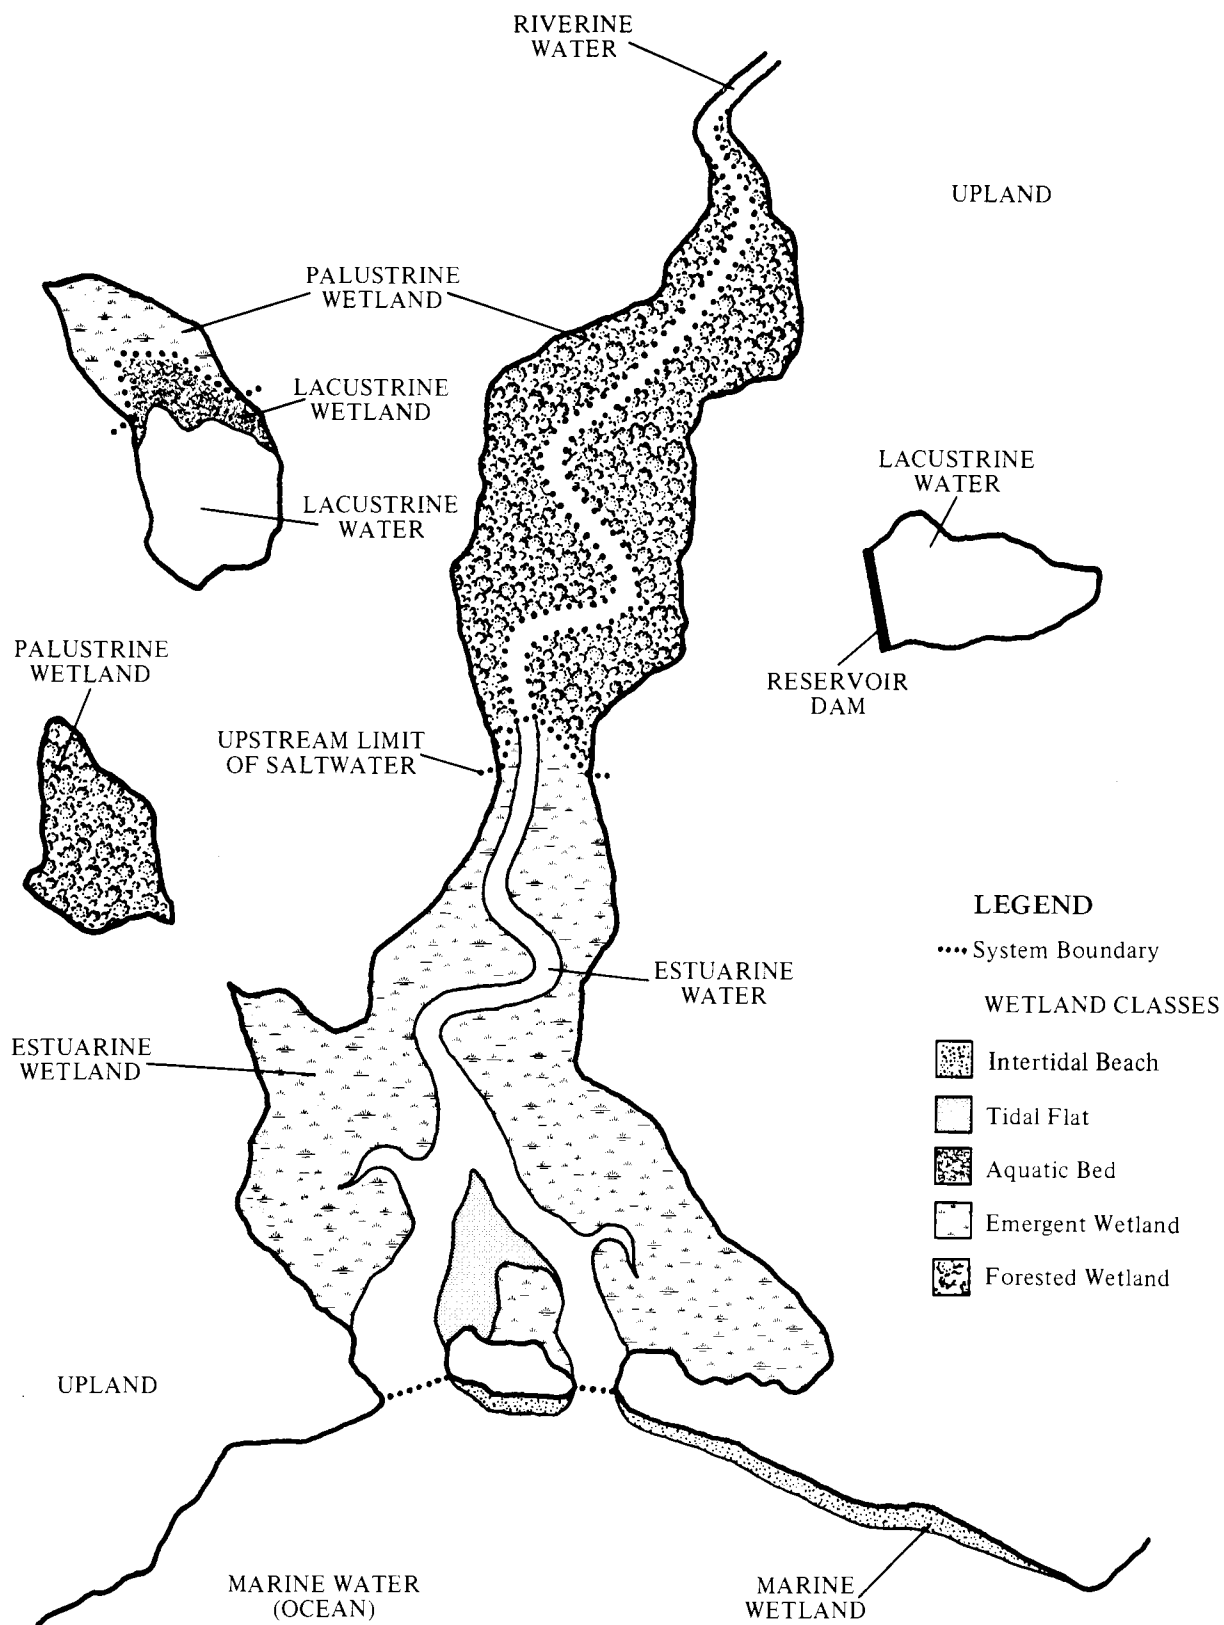 RIVERINE
WATER
UPLAND
PALUSTRINE
WETLAND
LACUSTRINE
WETLAND
LACUSTRINE
WATER
LACUSTRINE
WATER
RESERVOIR
DAM
PALUSTRINE
WETLAND
UPSTREAM LIMIT
OF SALTWATER
LEGEND
System Boundary
WETLAND CLASSES
Intertidal Beach
Tidal Flat
Aquatic Bed
Emergent Wetland
Forested Wetland
ESTUARINE
WATER
ESTUARINE
WETLAND
UPLAND
MARINE WATER
(OCEAN)
MARINE
WETLAND